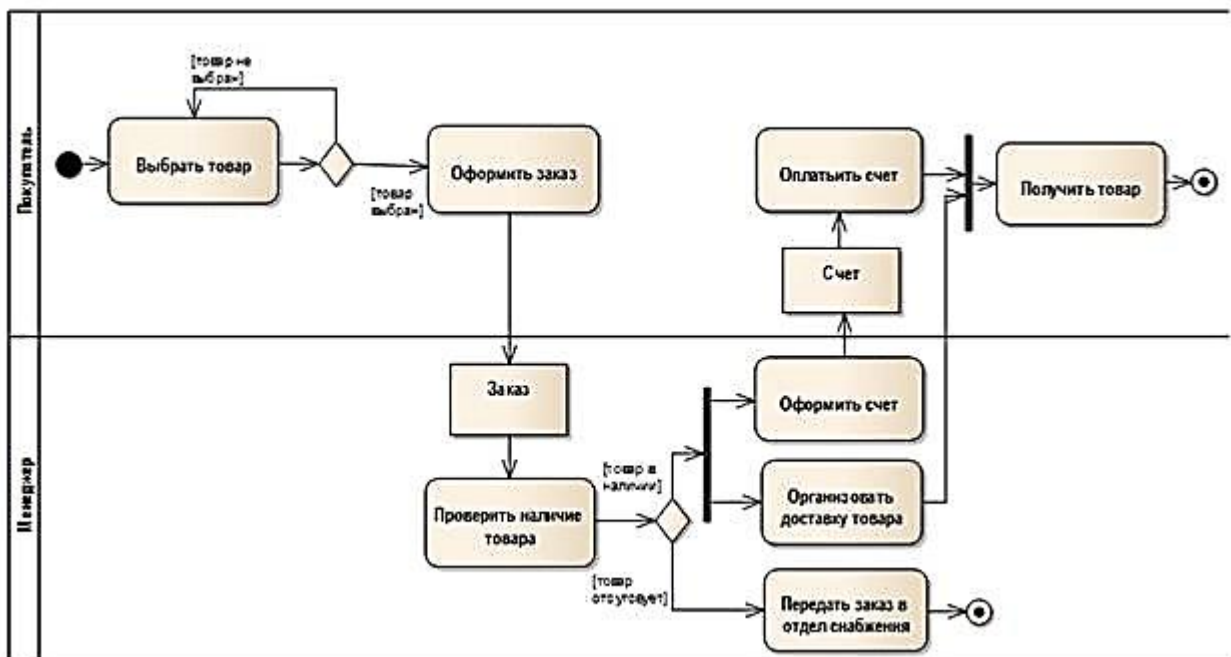 Покупатель
[товар не
выбран]
Выбрать товар
[товар
выбран]
Оформить заказ
Оплатьить счет
Получить товар
Счет
Менеджер
Заказ
Проверить наличие
товара
[товар в
наличии]
[товар
отсутсвует]
Оформить счет
Организовать
доставку товара
Передать заказ в
отдел снабжения